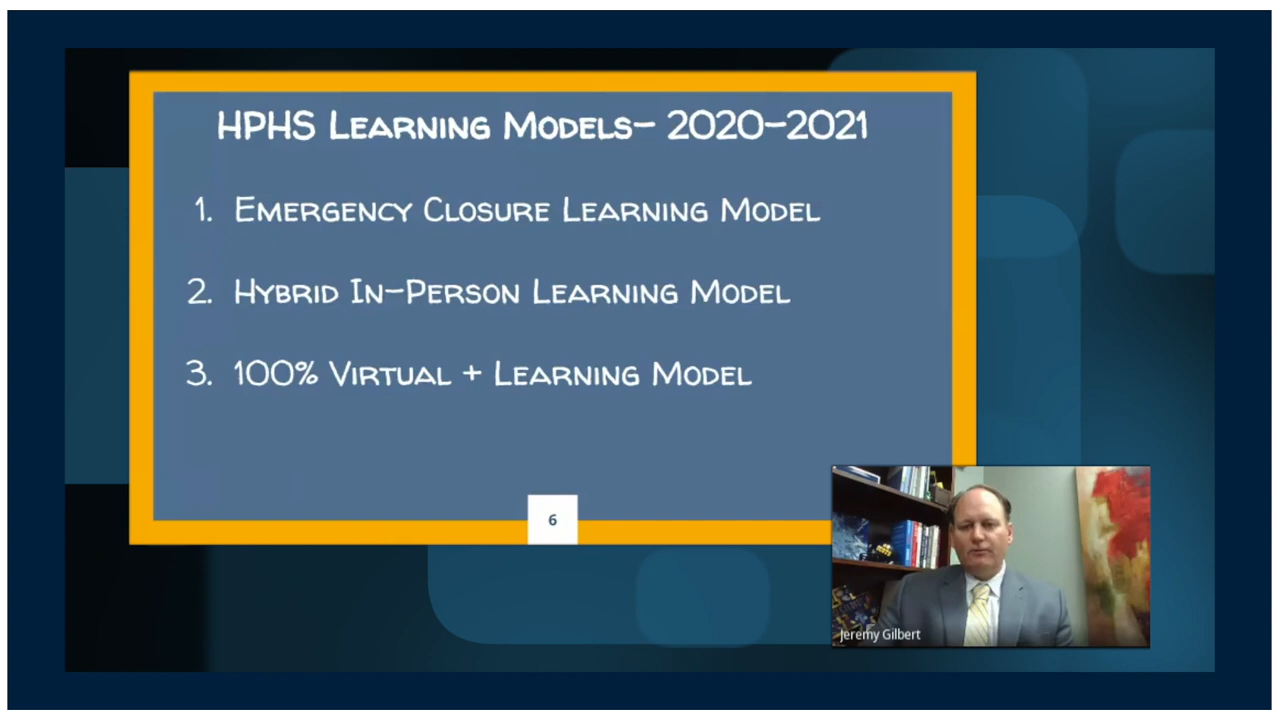 HPHS Learning Models- 2020-2021
1. Emergency Closure Learning Model
2. Hybrid In-Person Learning Model
3. 100% Virtual + Learning Model
6
Jeremy Gilbert